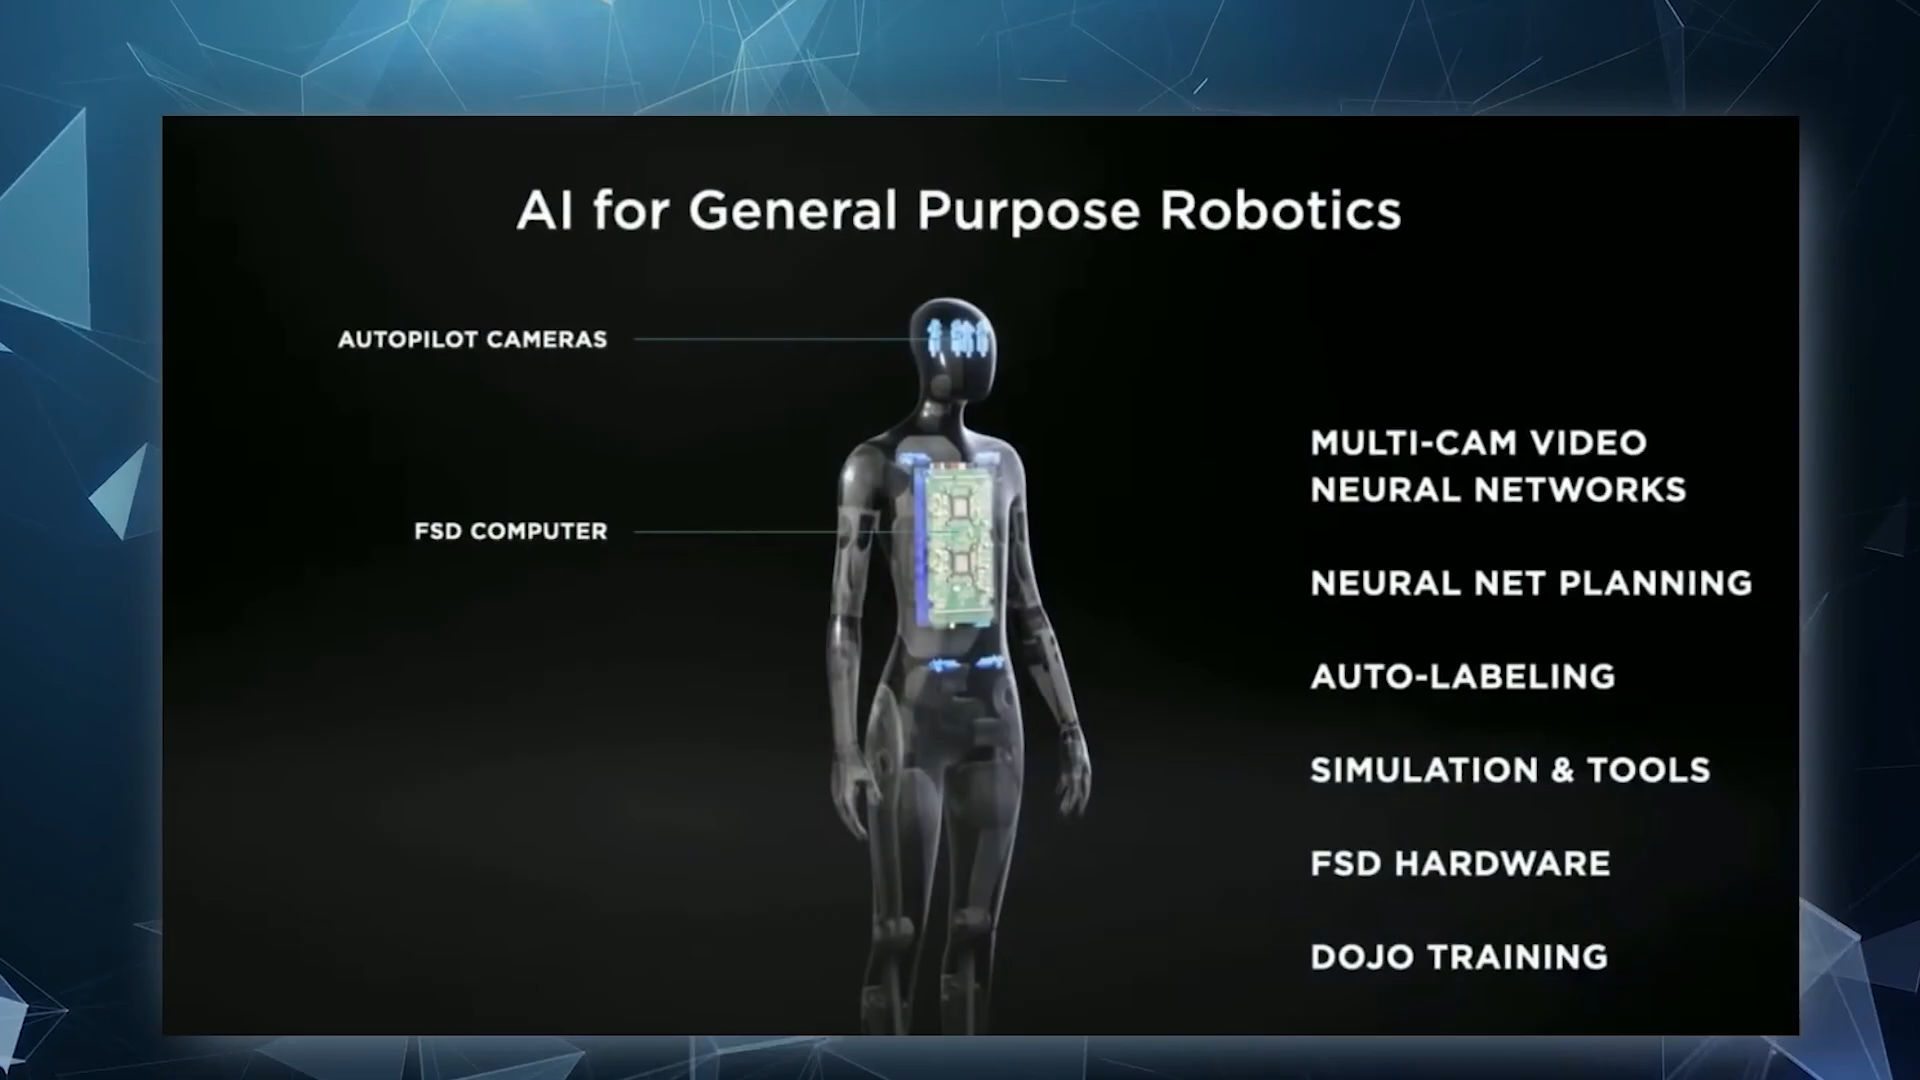 AI for General Purpose Robotics
AUTOPILOT CAMERAS
FSD COMPUTER
MULTI-CAM VIDEO
NEURAL NETWORKS
NEURAL NET PLANNING
AUTO-LABELING
SIMULATION & TOOLS
FSD HARDWARE
DOJO TRAINING